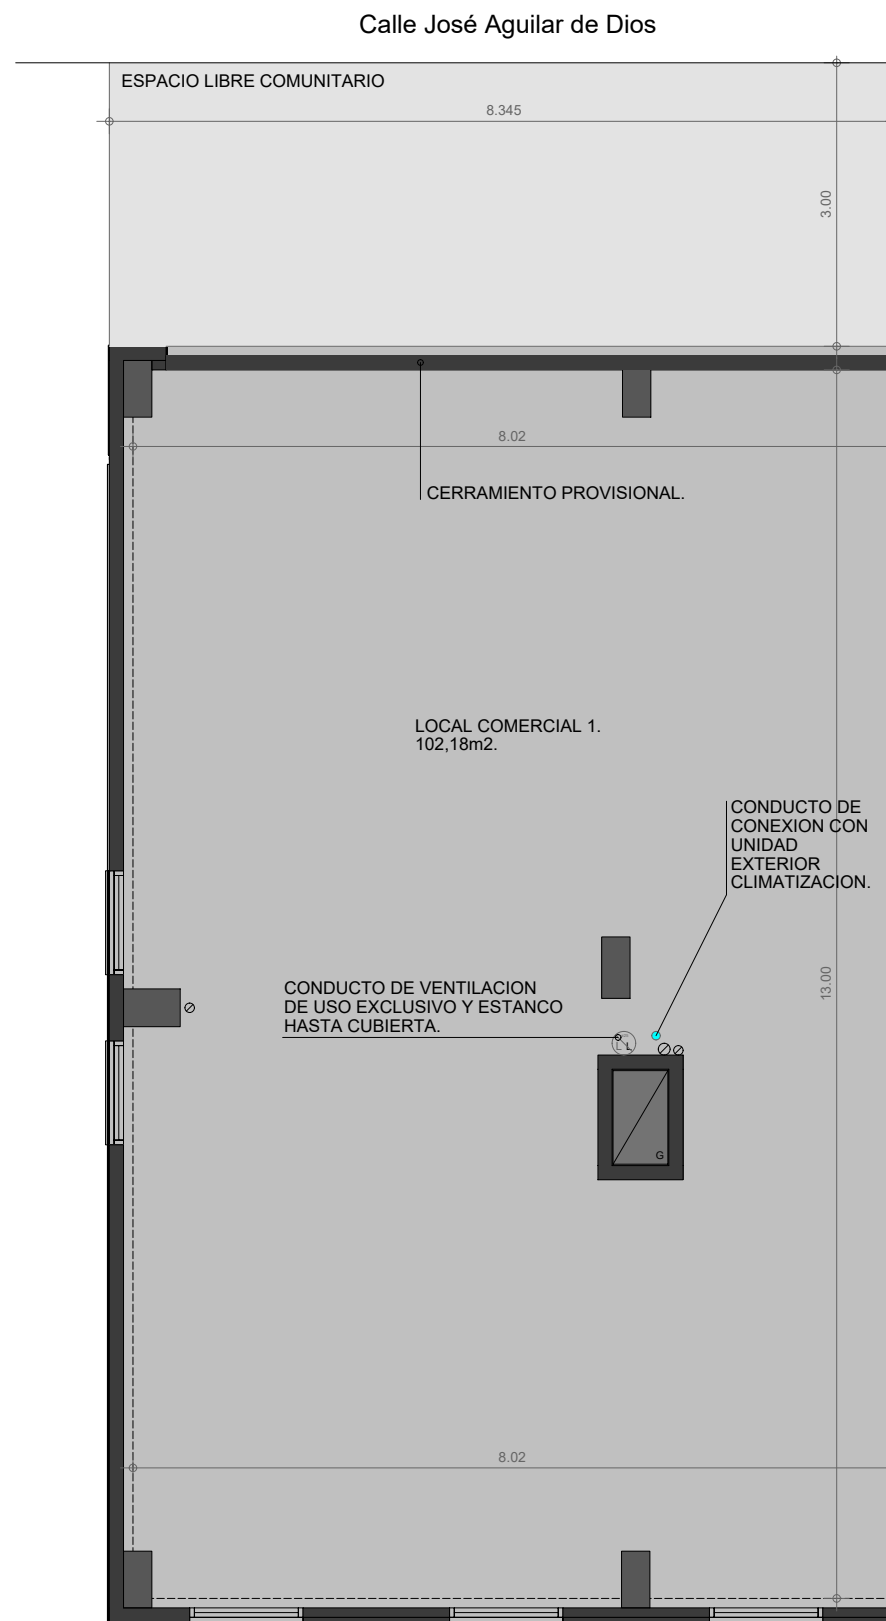 Calle José Aguilar de Dios
ESPACIO LIBRE COMUNITARIO
8.345
3.00
8.02
CERRAMIENTO PROVISIONAL.
LOCAL COMERCIAL 1.
102,18m2.
CONDUCTO DE
CONEXION CON
UNIDAD
EXTERIOR
CLIMATIZACION.
CONDUCTO DE VENTILACION
DE USO EXCLUSIVO Y ESTANCO
HASTA CUBIERTA.
13.00
L L
G
8.02